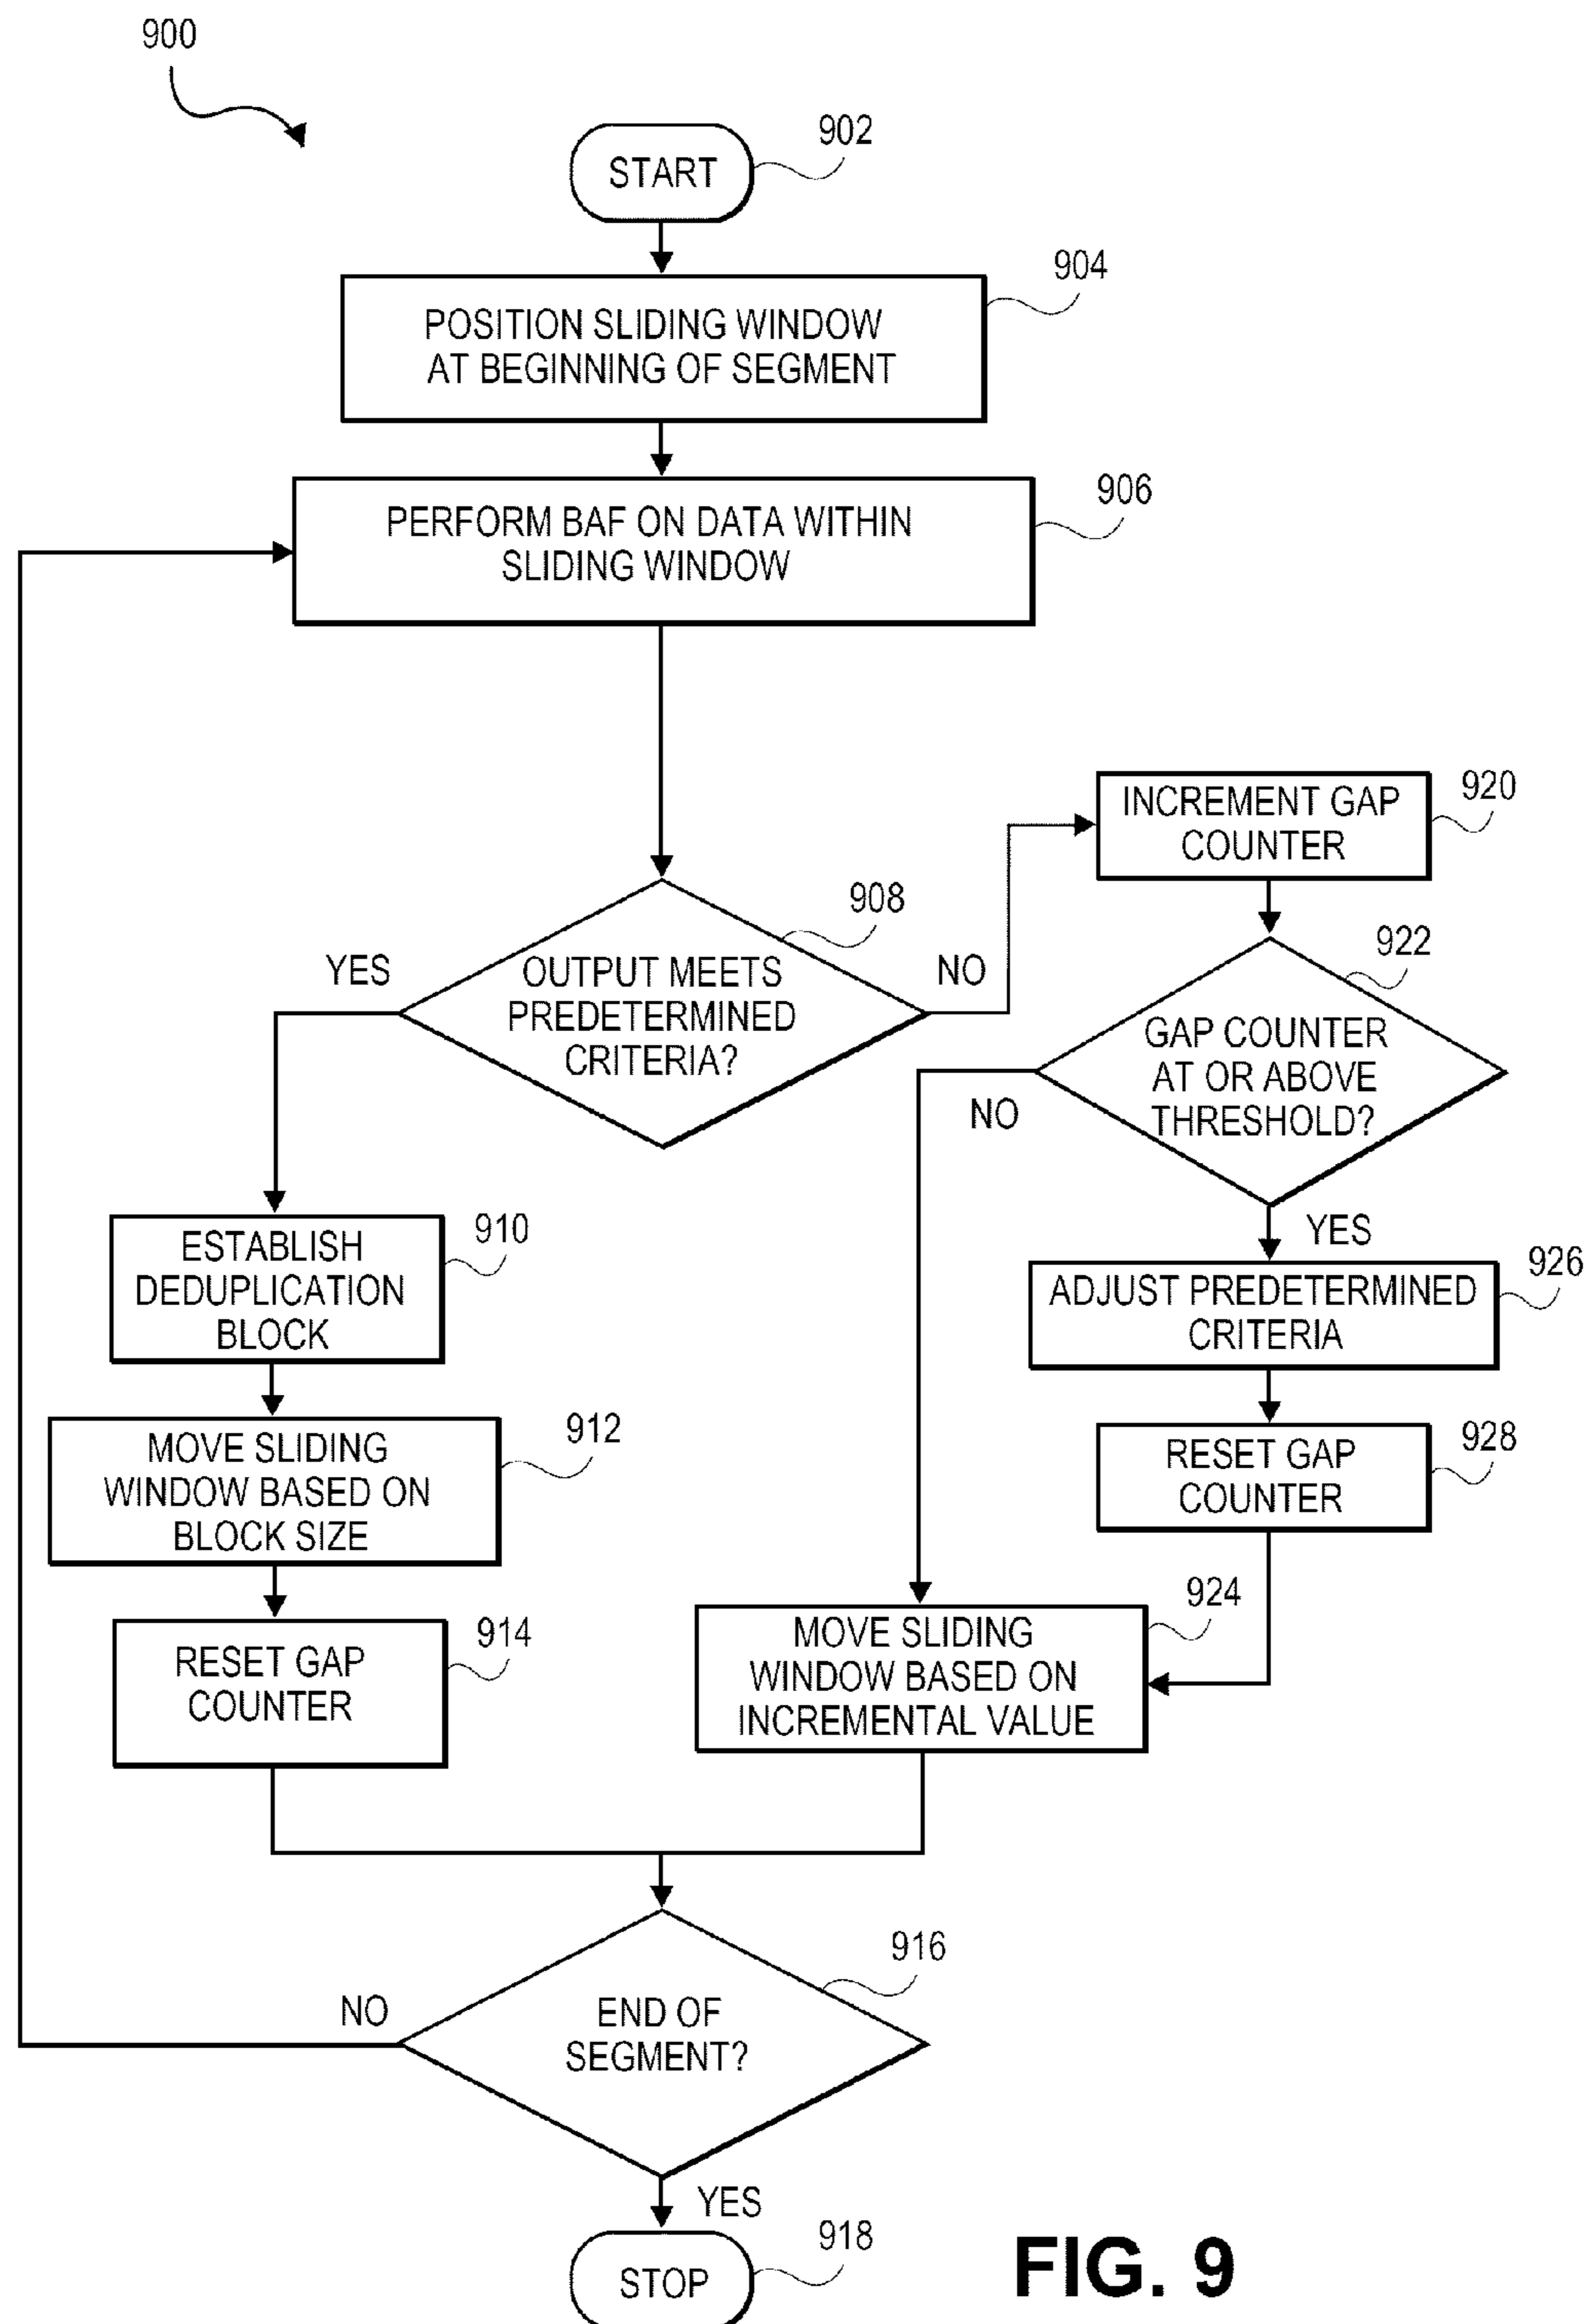 900
START
902
904
POSITION SLIDING WINDOW
AT BEGINNING OF SEGMENT
906
PERFORM BAF ON DATA WITHIN
SLIDING WINDOW
908
OUTPUT MEETS
PREDETERMINED
CRITERIA?
YES
NO
920
INCREMENT GAP
COUNTER
922
GAP COUNTER
AT OR ABOVE
THRESHOLD?
NO
YES
910
ESTABLISH
DEDUPLICATION
BLOCK
926
ADJUST PREDETERMINED
CRITERIA
912
MOVE SLIDING
WINDOW BASED ON
BLOCK SIZE
928
RESET GAP
COUNTER
914
RESET GAP
COUNTER
924
MOVE SLIDING
WINDOW BASED ON
INCREMENTAL VALUE
916
END OF
SEGMENT?
NO
YES
918
STOP
FIG. 9